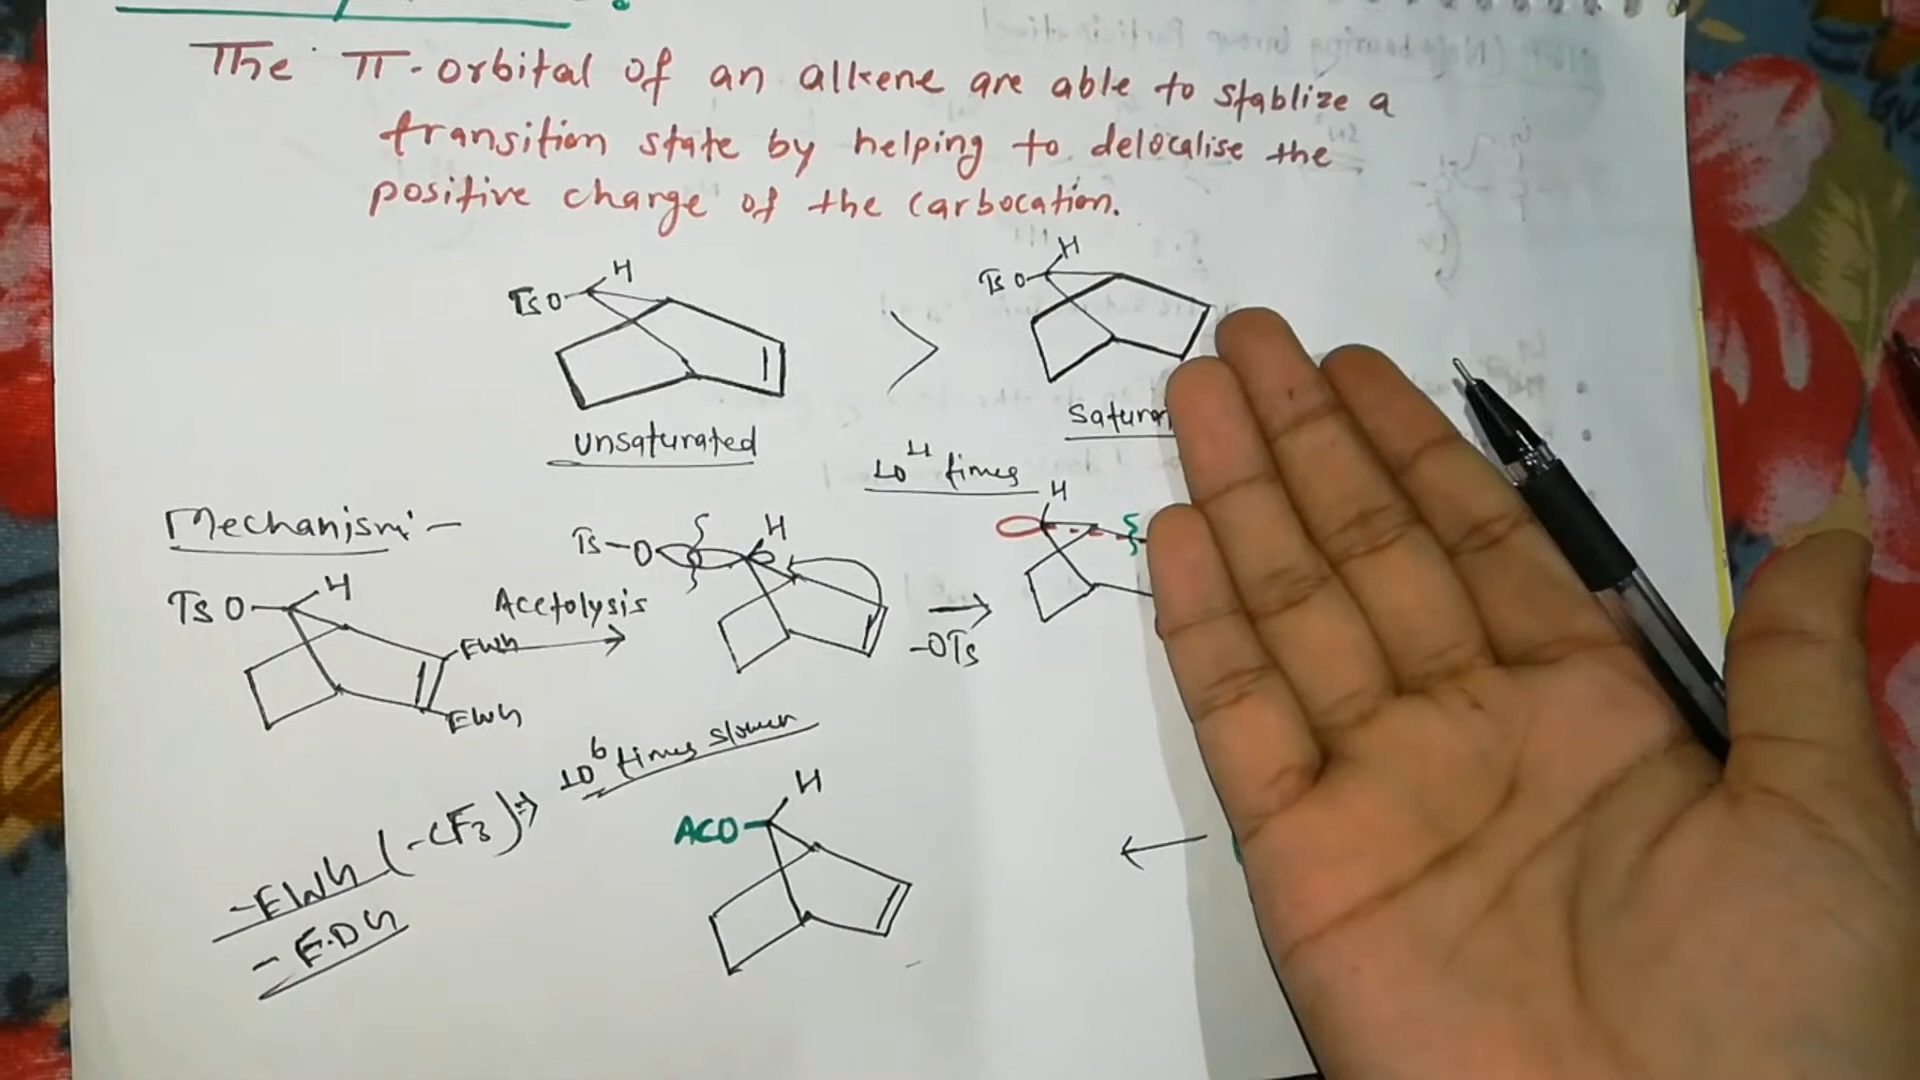 The π-orbital of an alkene are able to stablize a
transition state by helping to delocalise the
positive charge of the carbocation.
TsO H
TsO H
>
unsaturated
10⁴ times
Mechanism:-
TsO H
EWG
EWG
Acetolysis
Ts-O H
-OTs
H
10⁶ times slower
-EWG (-CF3) ⇒
-EDG
ACO H